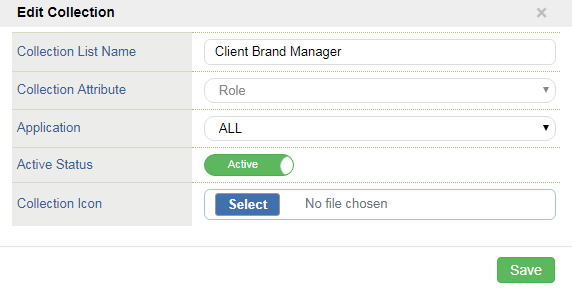 Edit Collection
Collection List Name Client Brand Manager
Collection Attribute Role
Application ALL
Active Status Active
Collection Icon Select No file chosen
Save